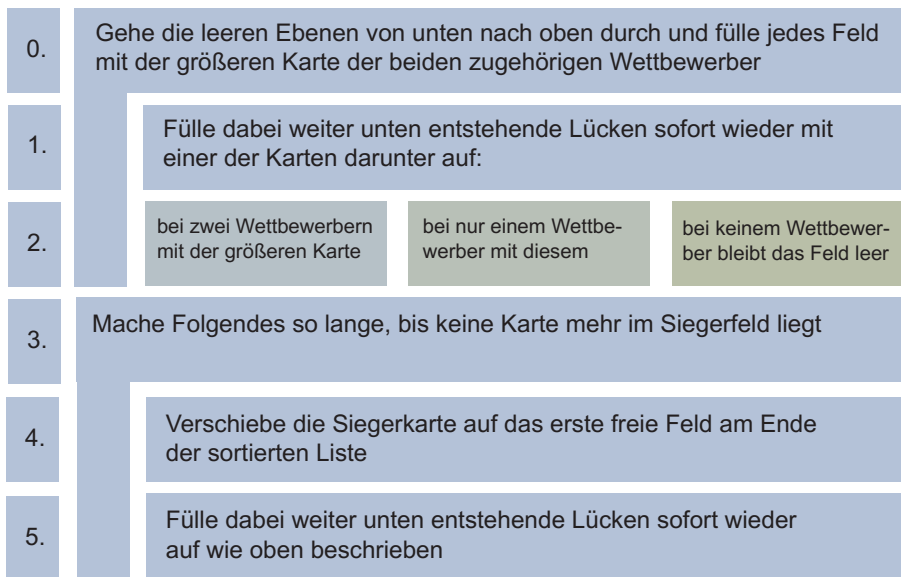 0.
Gehe die leeren Ebenen von unten nach oben durch und fülle jedes Feld
mit der größeren Karte der beiden zugehörigen Wettbewerber
1.
Fülle dabei weiter unten entstehende Lücken sofort wieder mit
einer der Karten darunter auf:
2.
bei zwei Wettbewerbern
mit der größeren Karte
bei nur einem Wettbe-
werber mit diesem
bei keinem Wettbewer-
ber bleibt das Feld leer
3.
Mache Folgendes so lange, bis keine Karte mehr im Siegerfeld liegt
4.
Verschiebe die Siegerkarte auf das erste freie Feld am Ende
der sortierten Liste
5.
Fülle dabei weiter unten entstehende Lücken sofort wieder
auf wie oben beschrieben